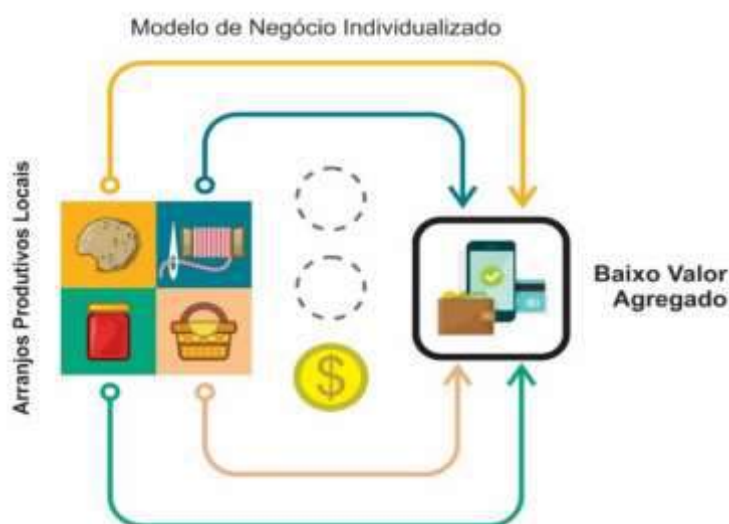 Modelo de Negócio Individualizado
Arranjos Produtivos Locais
$
Baixo Valor
Agregado